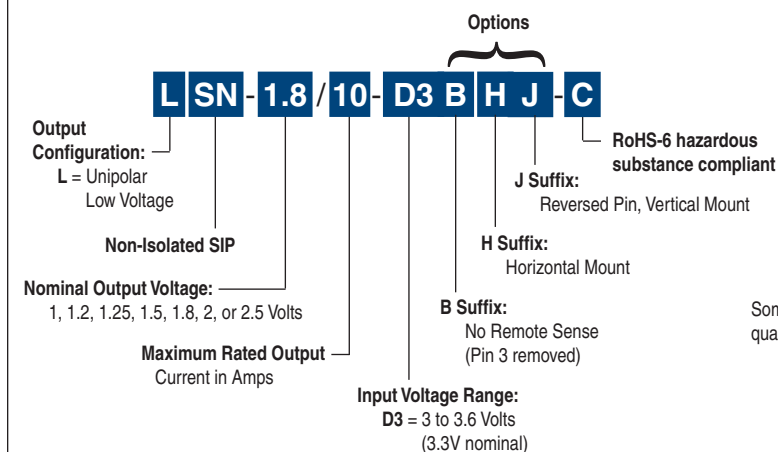 Options
L SN - 1.8 / 10 - D3 B H J - C
Output
Configuration:
L = Unipolar
Low Voltage
RoHS-6 hazardous
substance compliant
J Suffix:
Reversed Pin, Vertical Mount
Non-Isolated SIP
H Suffix:
Horizontal Mount
Nominal Output Voltage:
1, 1.2, 1.25, 1.5, 1.8, 2, or 2.5 Volts
B Suffix:
No Remote Sense
(Pin 3 removed)
Maximum Rated Output
Current in Amps
Input Voltage Range:
D3 = 3 to 3.6 Volts
(3.3V nominal)